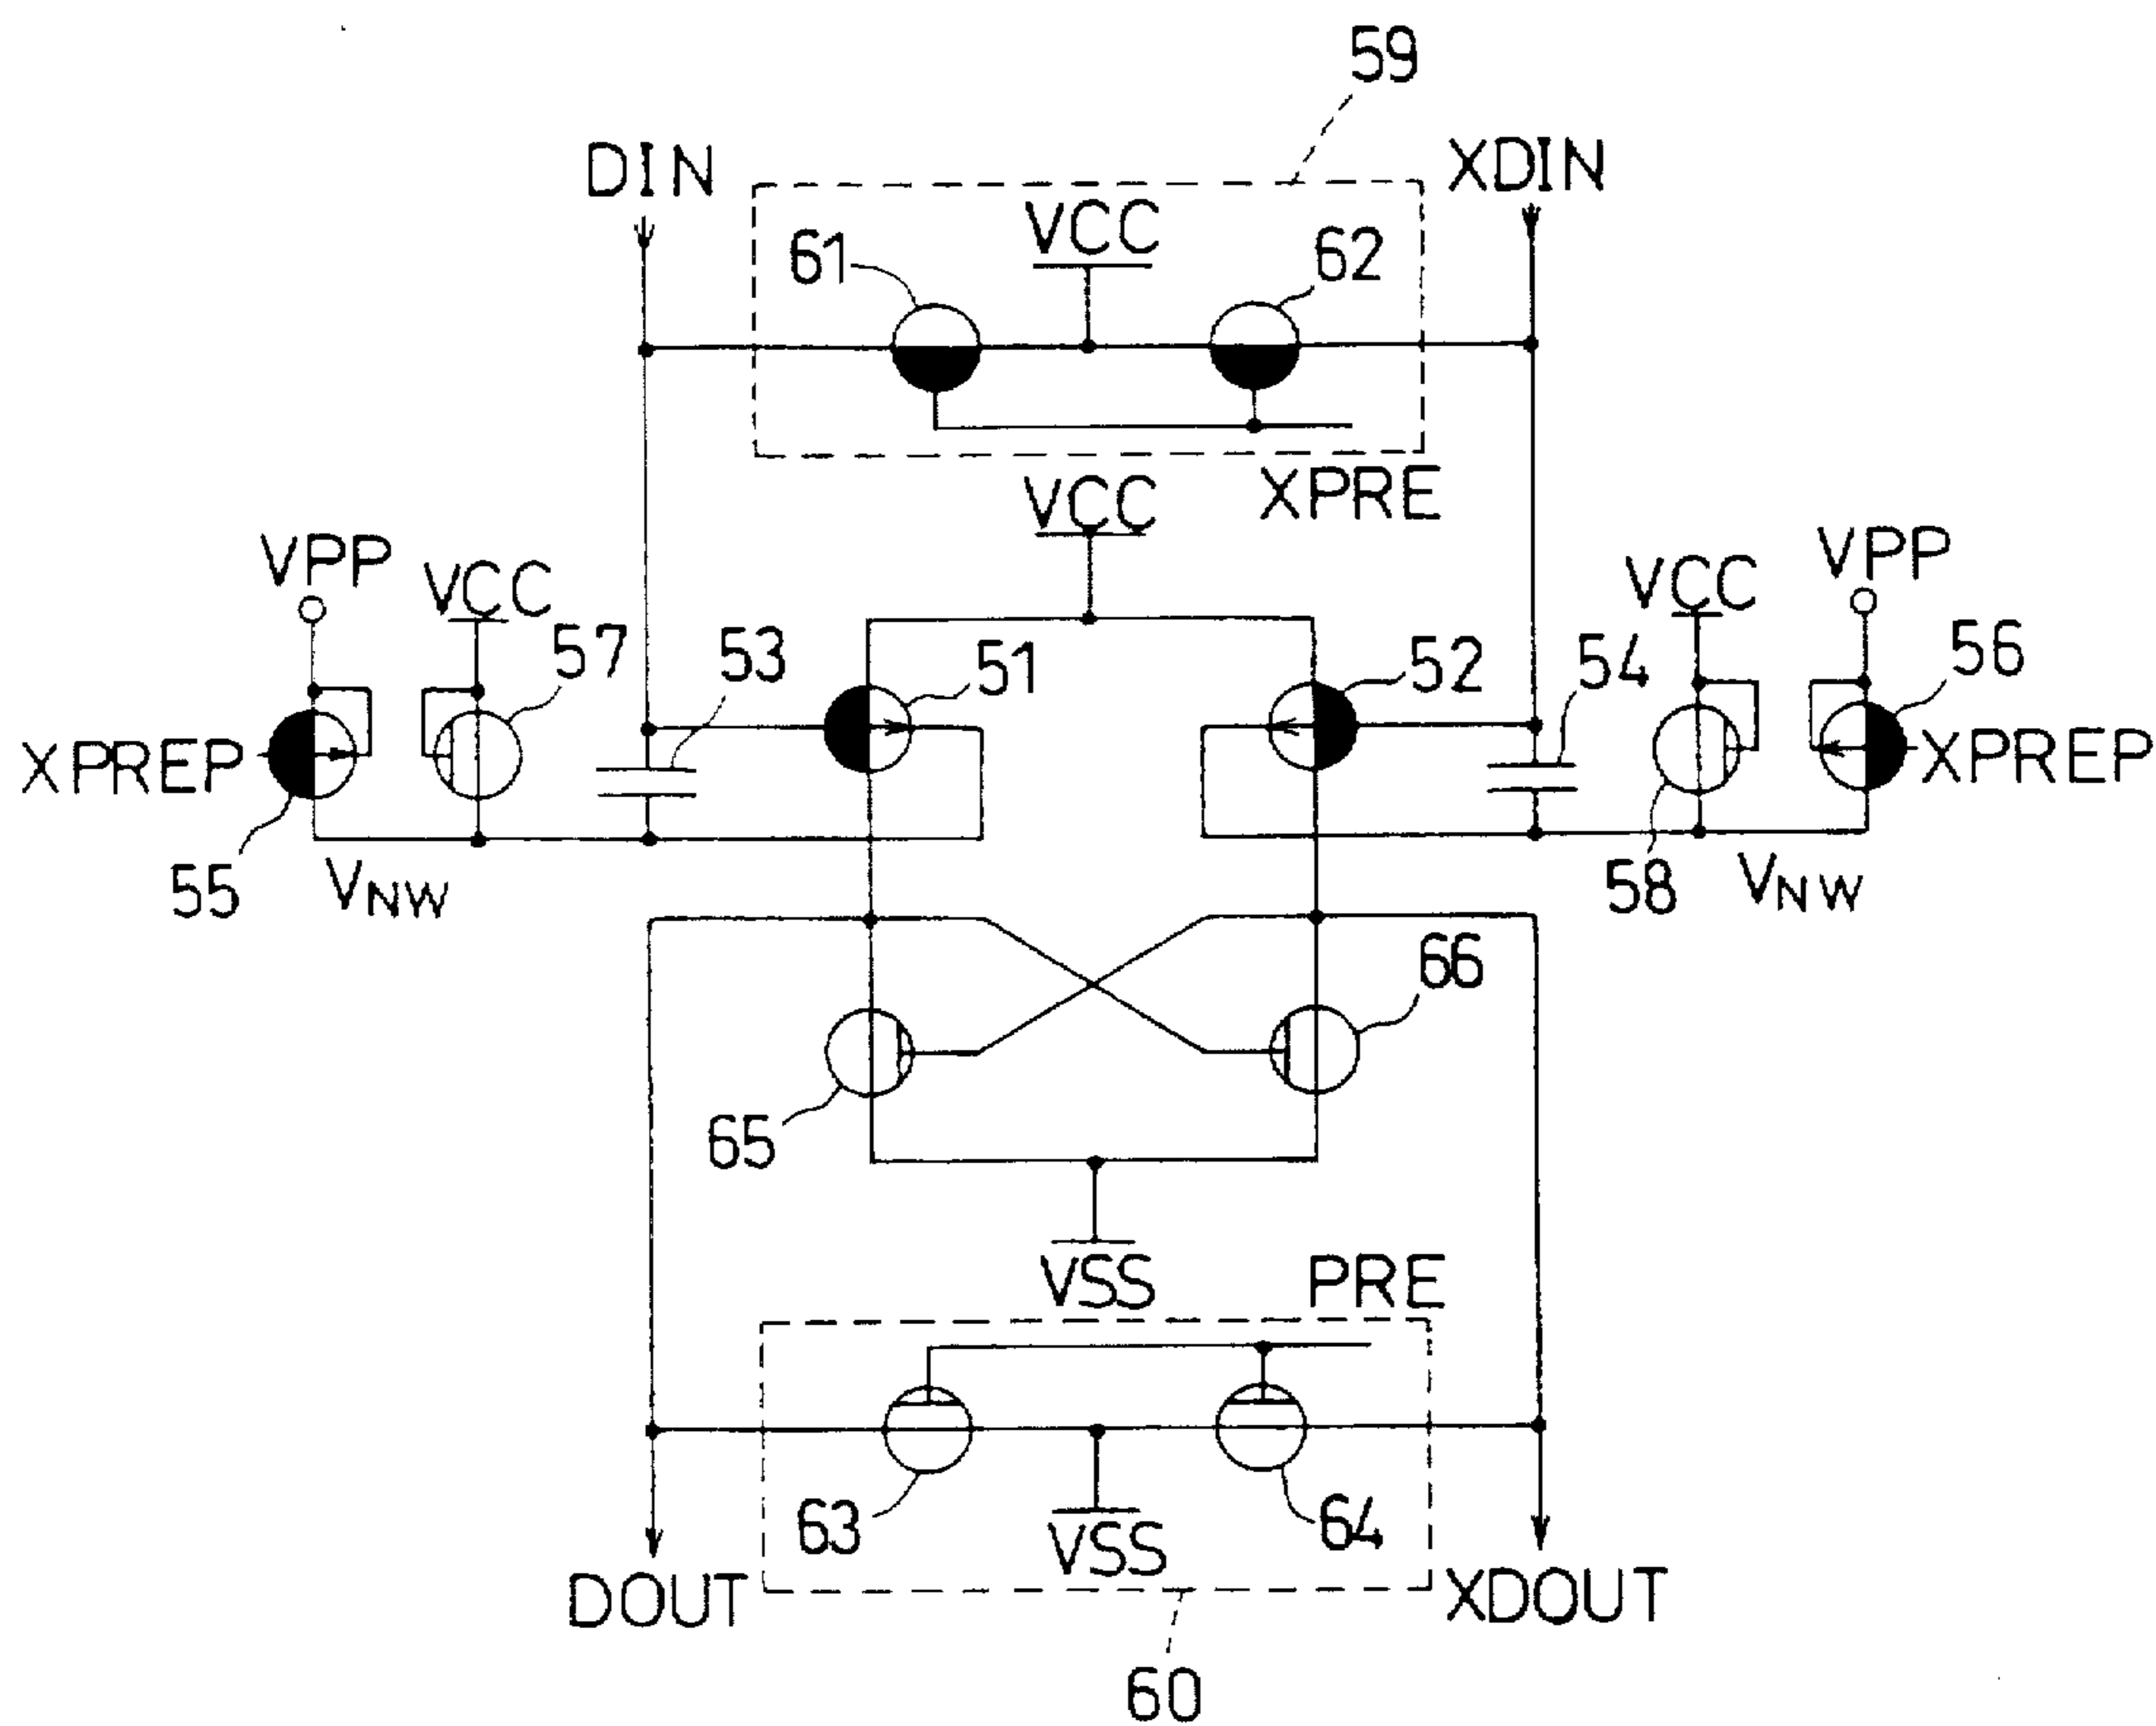 59
DIN
XDIN
VCC
61
62
XPRE
VCC
VPP
VCC
57
53
51
52
54
VCC
VPP
56
XPREP
XPREP
55
VNW
58
VNW
66
65
VSS
PRE
63
64
VSS
DOUT
XDOUT
60